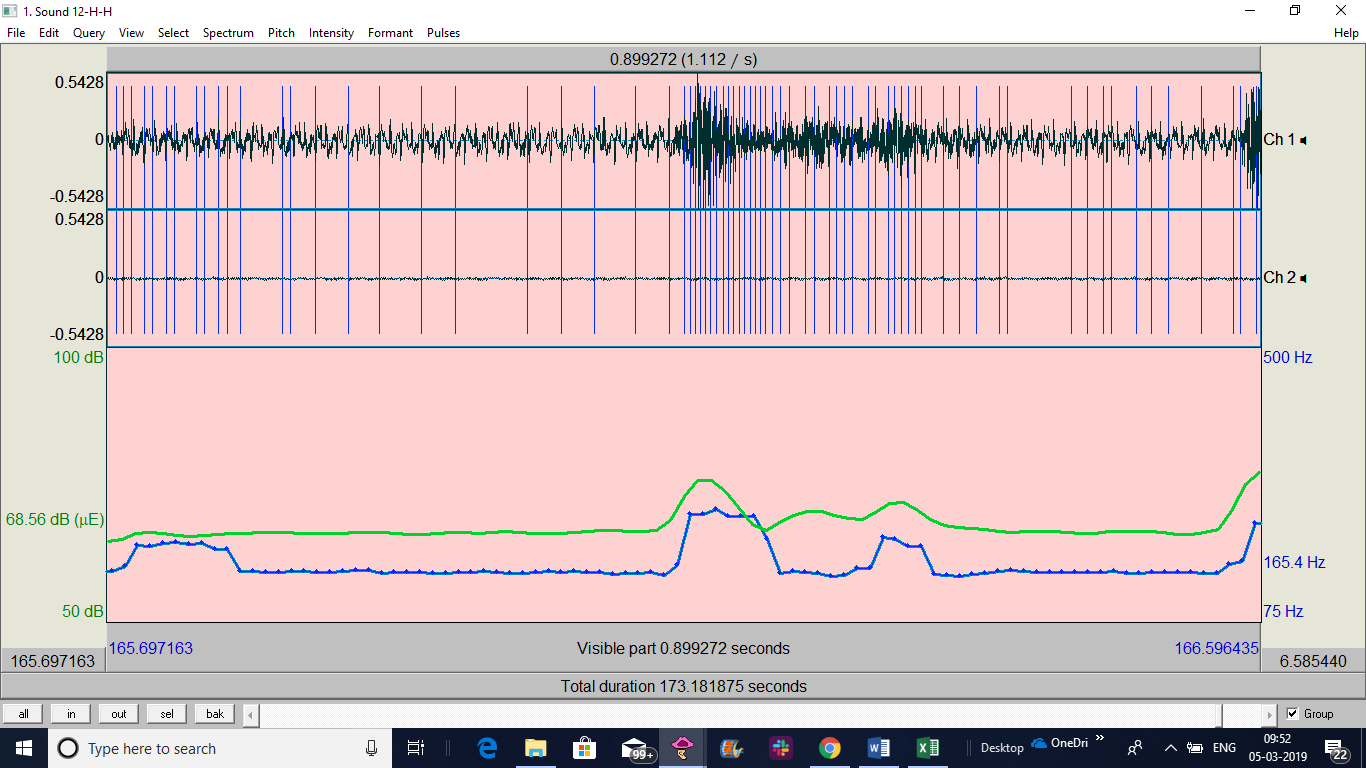 1. Sound 12-H-H
File Edit Query View Select Spectrum Pitch Intensity Formant Pulses Help
0.899272 (1.112 / s)
0.5428
0
-0.5428
Ch 1
0.5428
0
-0.5428
Ch 2
100 dB
500 Hz
68.56 dB (µE)
165.4 Hz
50 dB
75 Hz
165.697163
165.697163
Visible part 0.899272 seconds
166.596435
6.585440
Total duration 173.181875 seconds
all in out sel bak Group
Type here to search
99+
Desktop OneDri » ENG
09:52
05-03-2019
22